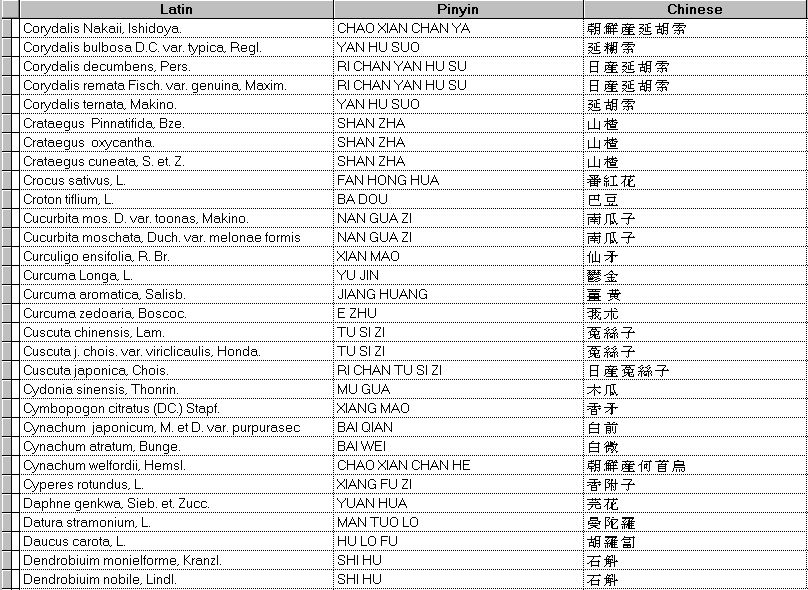 Latin Pinyin Chinese
Corydalis Nakaii, Ishidoya. CHAO XIAN CHAN YA 朝鮮産延胡索
Corydalis bulbosa D.C. var. typica, Regl. YAN HU SUO 延糊索
Corydalis decumbens, Pers. RI CHAN YAN HU SU 日産延胡索
Corydalis remata Fisch. var. genuina, Maxim. RI CHAN YAN HU SU 日産延胡索
Corydalis ternata, Makino. YAN HU SUO 延胡索
Crataegus Pinnatifida, Bze. SHAN ZHA 山楂
Crataegus oxycantha. SHAN ZHA 山楂
Crataegus cuneata, S. et. Z. SHAN ZHA 山楂
Crocus sativus, L. FAN HONG HUA 番紅花
Croton tiflium, L. BA DOU 巴豆
Cucurbita mos. D. var. toonas, Makino. NAN GUA ZI 南瓜子
Cucurbita moschata, Duch. var. melonae formis NAN GUA ZI 南瓜子
Curculigo ensifolia, R. Br. XIAN MAO 仙矛
Curcuma Longa, L. YU JIN 鬱金
Curcuma aromatica, Salisb. JIANG HUANG 薑黄
Curcuma zedoaria, Boscoc. E ZHU 莪朮
Cuscuta chinensis, Lam. TU SI ZI 菟絲子
Cuscuta j. chois. var. viriclicaulis, Honda. TU SI ZI 菟絲子
Cuscuta japonica, Chois. RI CHAN TU SI ZI 日産菟絲子
Cydonia sinensis, Thonrin. MU GUA 木瓜
Cymbopogon citratus (DC.) Stapf. XIANG MAO 香矛
Cynachum japonicum, M. et D. var. purpurasec BAI QIAN 白前
Cynachum atratum, Bunge. BAI WEI 白微
Cynachum welfordii, Hemsl. CHAO XIAN CHAN HE 朝鮮産何首烏
Cyperes rotundus, L. XIANG FU ZI 香附子
Daphne genkwa, Sieb. et. Zucc. YUAN HUA 芫花
Datura stramonium, L. MAN TUO LO 曼陀羅
Daucus carota, L. HU LO FU 胡羅蔔
Dendrobiuim monielforme, Kranzl. SHI HU 石斛
Dendrobium nobile, Lindl. SHI HU 石斛